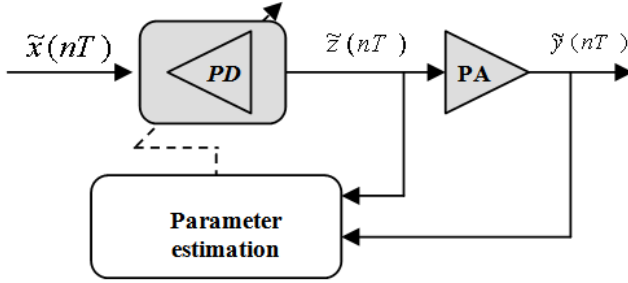 x̃(nT)
PD
z̃(nT)
PA
ỹ(nT)
Parameter
estimation